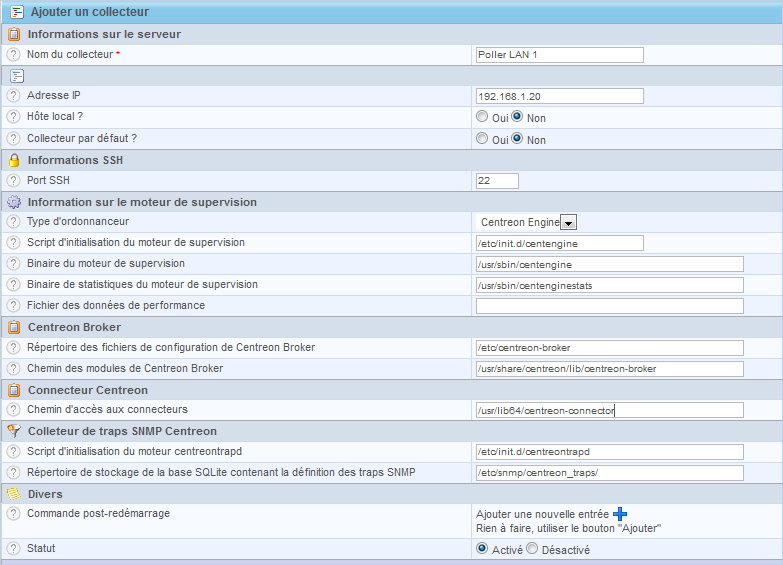 Ajouter un collecteur
Informations sur le serveur
Nom du collecteur * Poller LAN 1
Adresse IP 192.168.1.20
Hôte local ? Oui Non
Collecteur par défaut ? Oui Non
Informations SSH
Port SSH 22
Information sur le moteur de supervision
Type d'ordonnanceur Centreon Engine
Script d'initialisation du moteur de supervision /etc/init.d/centengine
Binaire du moteur de supervision /usr/sbin/centengine
Binaire de statistiques du moteur de supervision /usr/sbin/centenginestats
Fichier des données de performance
Centreon Broker
Répertoire des fichiers de configuration de Centreon Broker /etc/centreon-broker
Chemin des modules de Centreon Broker /usr/share/centreon/lib/centreon-broker
Connecteur Centreon
Chemin d'accès aux connecteurs /usr/lib64/centreon-connector
Colleteur de traps SNMP Centreon
Script d'initialisation du moteur centreontrapd /etc/init.d/centreontrapd
Répertoire de stockage de la base SQLite contenant la définition des traps SNMP /etc/snmp/centreon_traps/
Divers
Commande post-redémarrage Ajouter une nouvelle entrée
Rien à faire, utiliser le bouton "Ajouter"
Statut Activé Désactivé